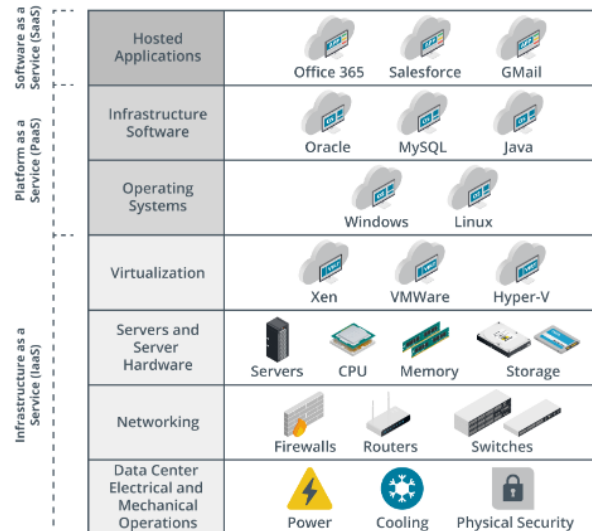 Software as a
Service (SaaS)
Hosted
Applications
Office 365
Salesforce
GMail
Platform as a
Service (PaaS)
Infrastructure
Software
Oracle
MySQL
Java
Operating
Systems
Windows
Linux
Infrastructure as a
Service (IaaS)
Virtualization
Xen
VMWare
Hyper-V
Servers and
Server
Hardware
Servers
CPU
Memory
Storage
Networking
Firewalls
Routers
Switches
Data Center
Electrical and
Mechanical
Operations
Power
Cooling
Physical Security